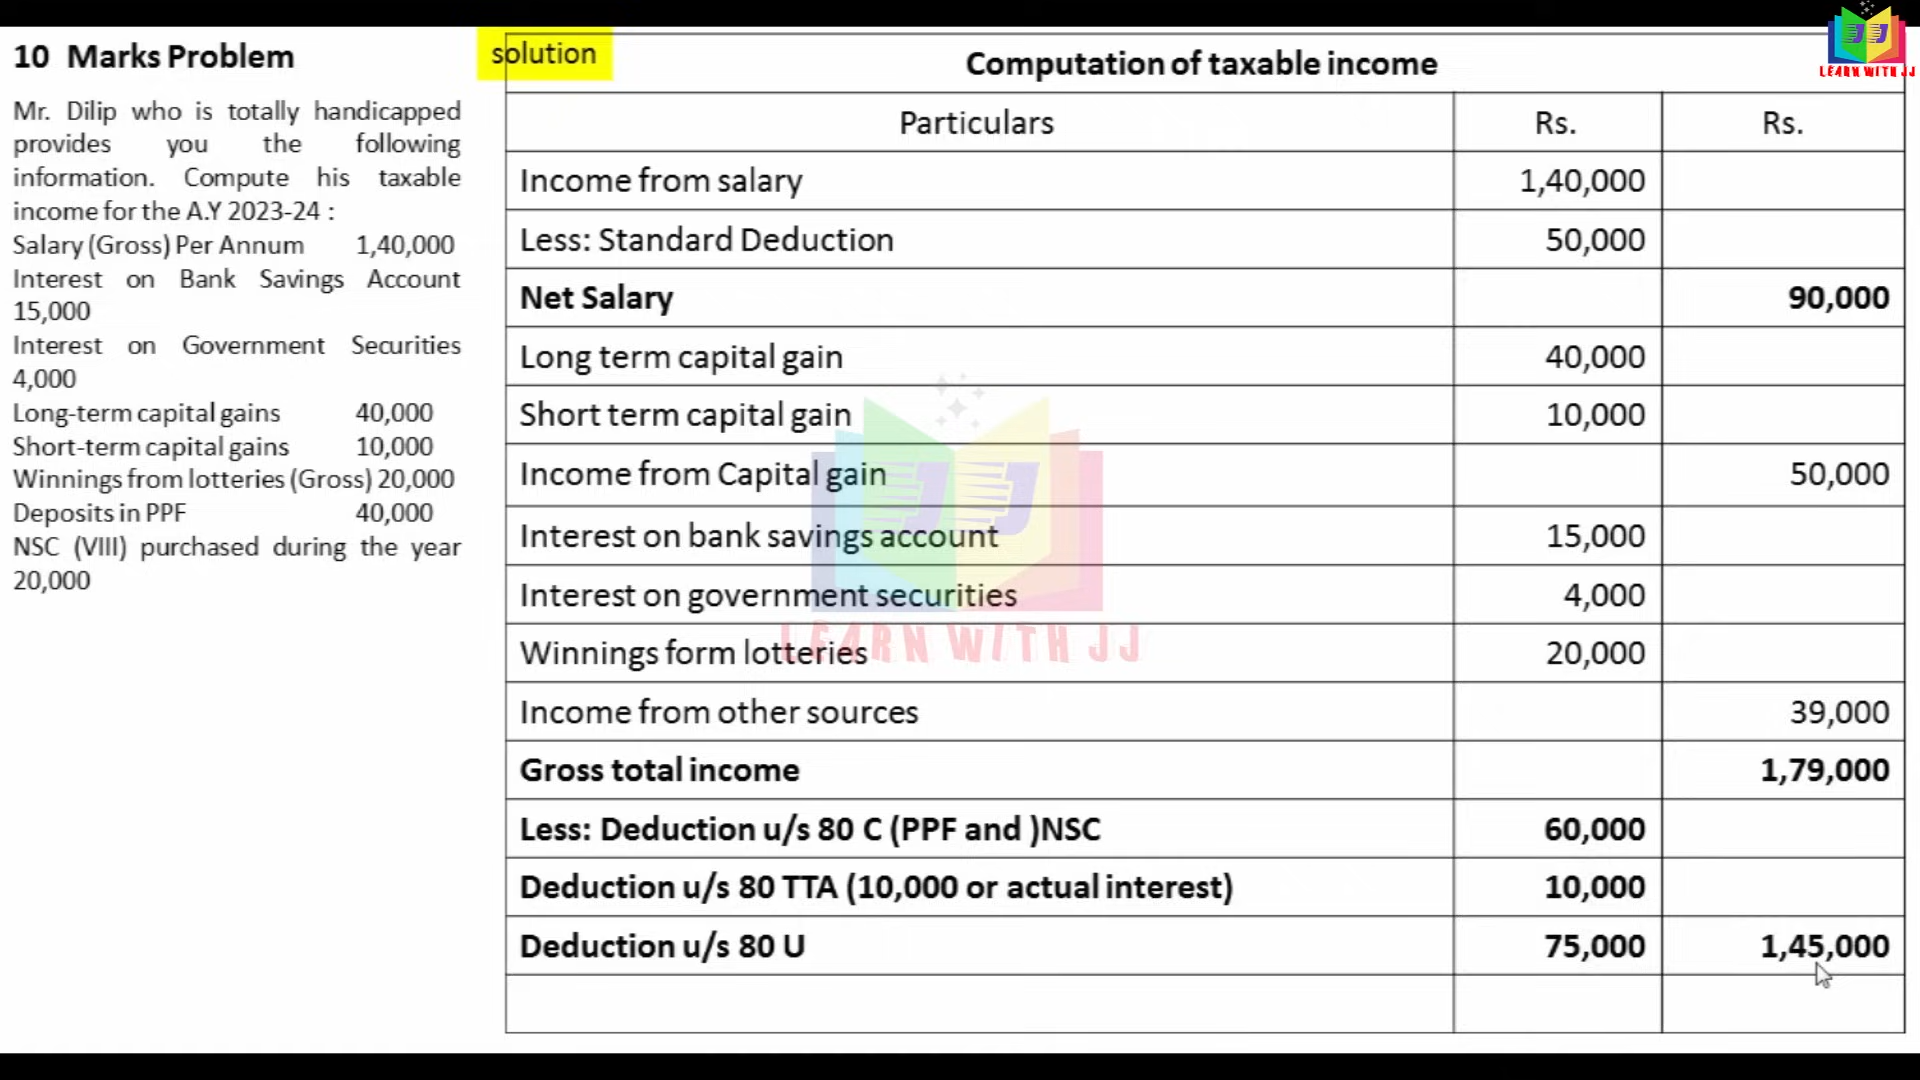 10 Marks Problem
Mr. Dilip who is totally handicapped
provides you the following
information. Compute his taxable
income for the A.Y 2023-24 :
Salary (Gross) Per Annum 1,40,000
Interest on Bank Savings Account
15,000
Interest on Government Securities
4,000
Long-term capital gains 40,000
Short-term capital gains 10,000
Winnings from lotteries (Gross) 20,000
Deposits in PPF 40,000
NSC (VIII) purchased during the year
20,000
solution
Computation of taxable income
Particulars Rs. Rs.
Income from salary 1,40,000
Less: Standard Deduction 50,000
Net Salary 90,000
Long term capital gain 40,000
Short term capital gain 10,000
Income from Capital gain 50,000
Interest on bank savings account 15,000
Interest on government securities 4,000
Winnings form lotteries 20,000
Income from other sources 39,000
Gross total income 1,79,000
Less: Deduction u/s 80 C (PPF and )NSC 60,000
Deduction u/s 80 TTA (10,000 or actual interest) 10,000
Deduction u/s 80 U 75,000 1,45,000
JJ
LEARN WITH JJ
JJ
LEARN WITH JJ